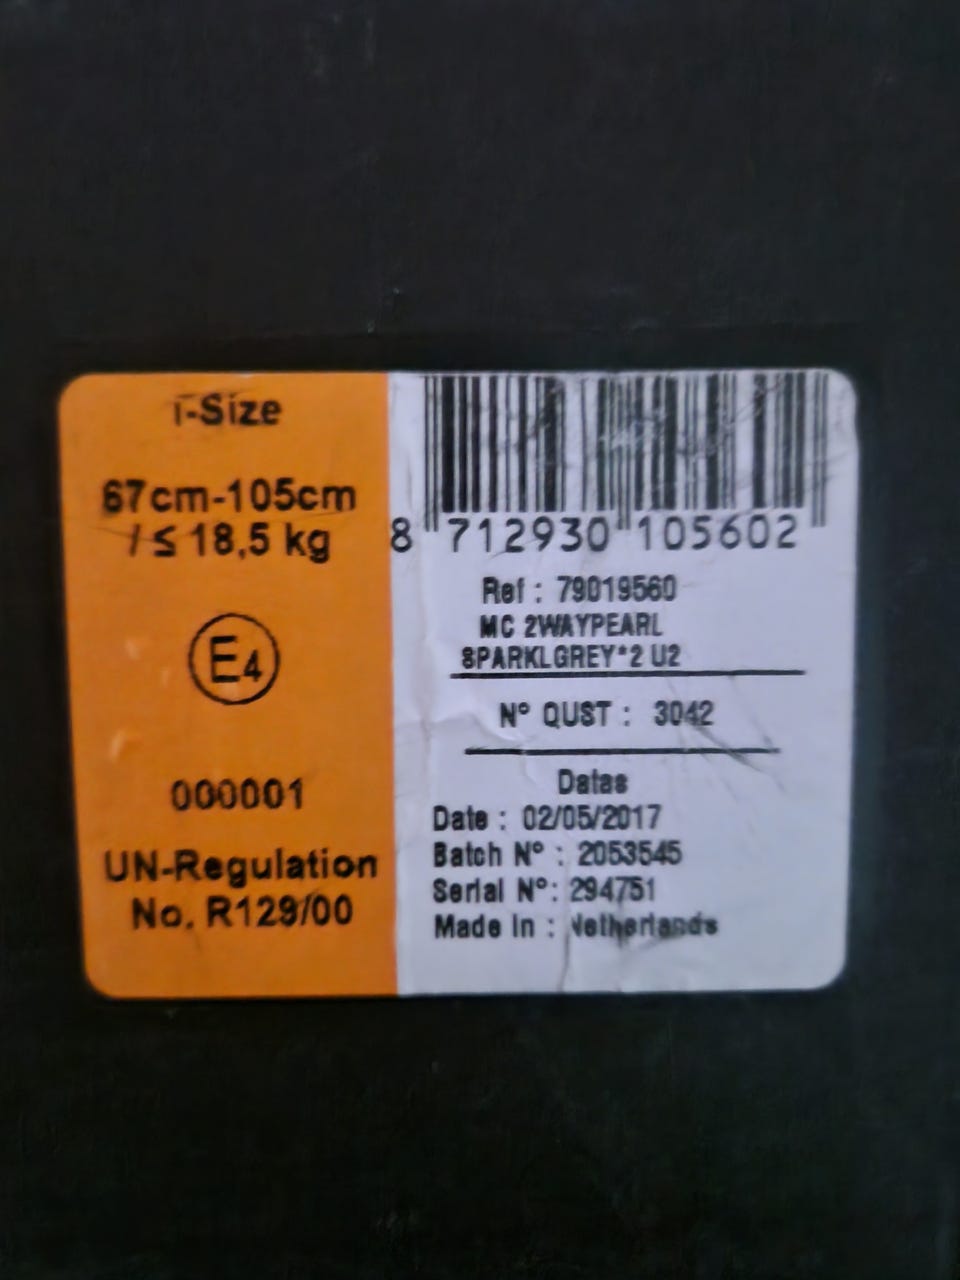 i-Size
67cm-105cm
/ ≤ 18,5 kg
E4
000001
UN-Regulation
No. R129/00
8 712930 105602
Ref : 79019560
MC 2WAYPEARL
SPARKLGREY*2 U2
N° QUST : 3042
Datas
Date : 02/05/2017
Batch N° : 2053545
Serial N° : 294751
Made In : Netherlands